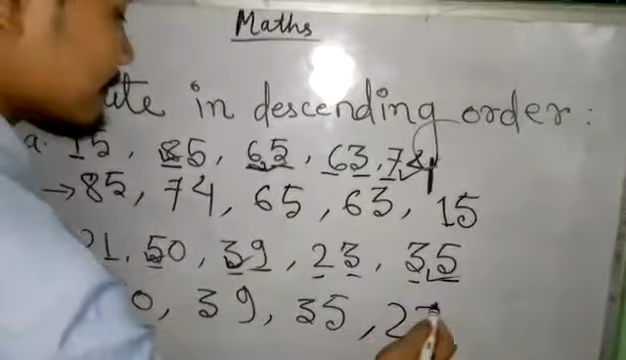 Maths
in descending order:
a. 15, 85, 65, 63, 74
→ 85, 74, 65, 63, 15
21, 50, 39, 23, 35
0, 39, 35, 2